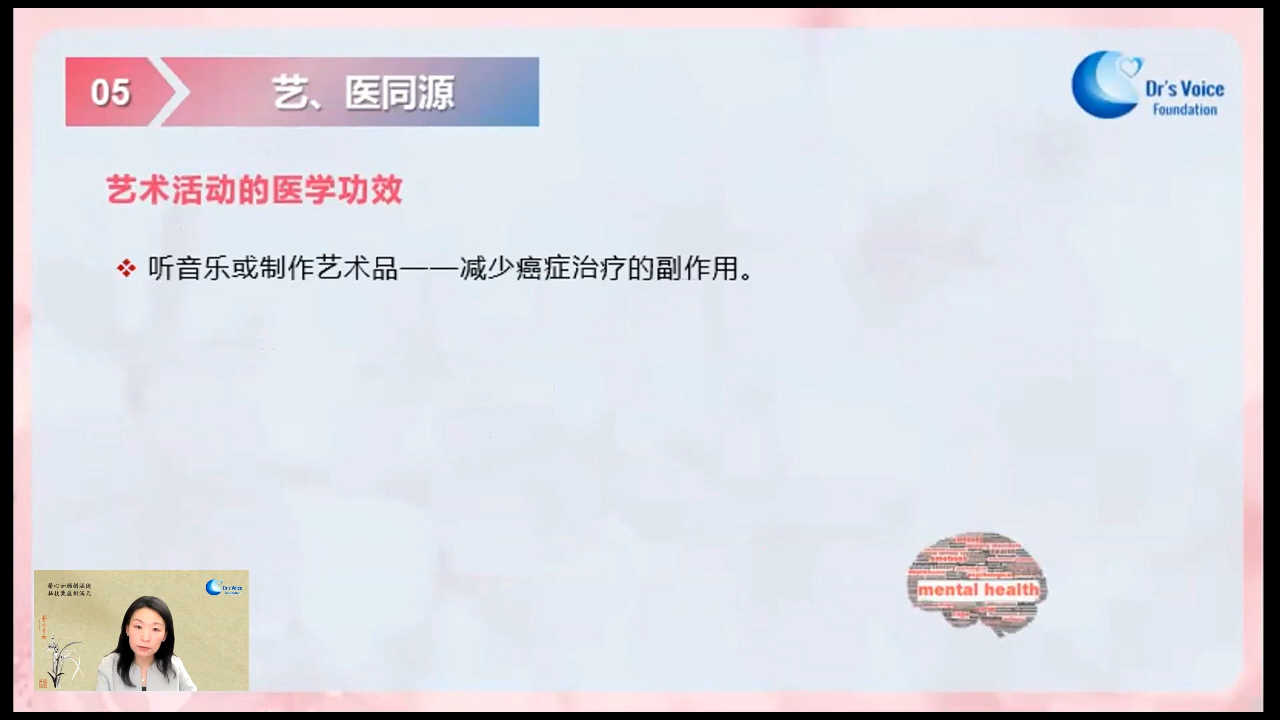 05
艺、医同源
Dr's Voice
Foundation
艺术活动的医学功效
听音乐或制作艺术品——减少癌症治疗的副作用。
mental health
Dr's Voice